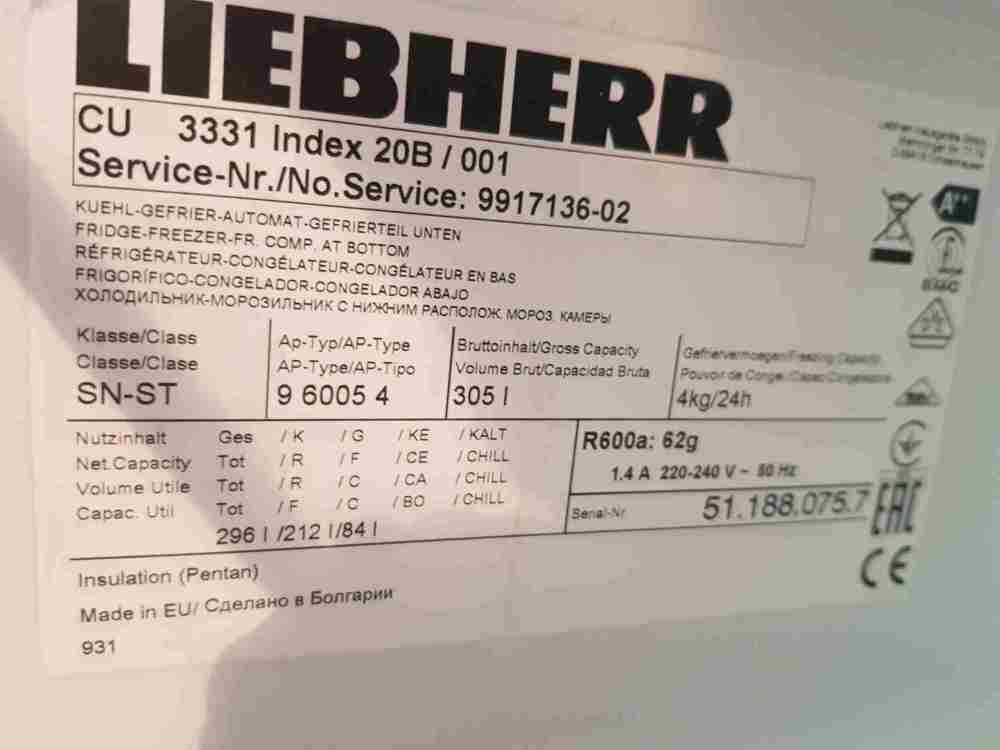 LIEBHERR
CU 3331 Index 20B / 001
Service-Nr./No.Service: 9917136-02
A++
KUEHL-GEFRIER-AUTOMAT-GEFRIERTEIL UNTEN
FRIDGE-FREEZER-FR. COMP. AT BOTTOM
RÉFRIGÉRATEUR-CONGÉLATEUR-CONGÉLATEUR EN BAS
FRIGORÍFICO-CONGELADOR-CONGELADOR ABAJO
ХОЛОДИЛЬНИК-МОРОЗИЛЬНИК С НИЖНИМ РАСПОЛОЖ. МОРОЗ. КАМЕРЫ
Klasse/Class
Classe/Clase
SN-ST
Ap-Typ/AP-Type
AP-Type/AP-Tipo
9 6005 4
Bruttoinhalt/Gross Capacity
Volume Brut/Capacidad Bruta
305 l
Gefriervermoegen/Freezing Capacity
Pouvoir de Congel./Capac.Congeladora
4kg/24h
Nutzinhalt Ges / K / G / KE / KALT
Net.Capacity Tot / R / F / CE / CHILL
Volume Utile Tot / R / C / CA / CHILL
Capac. Util Tot / F / C / BO / CHILL
296 l /212 l/84 l
R600a: 62g
1.4 A 220-240 V ~ 50 Hz
Serial-Nr 51.188.075.7
EAC
CE
Insulation (Pentan)
Made in EU/ Сделано в Болгарии
931